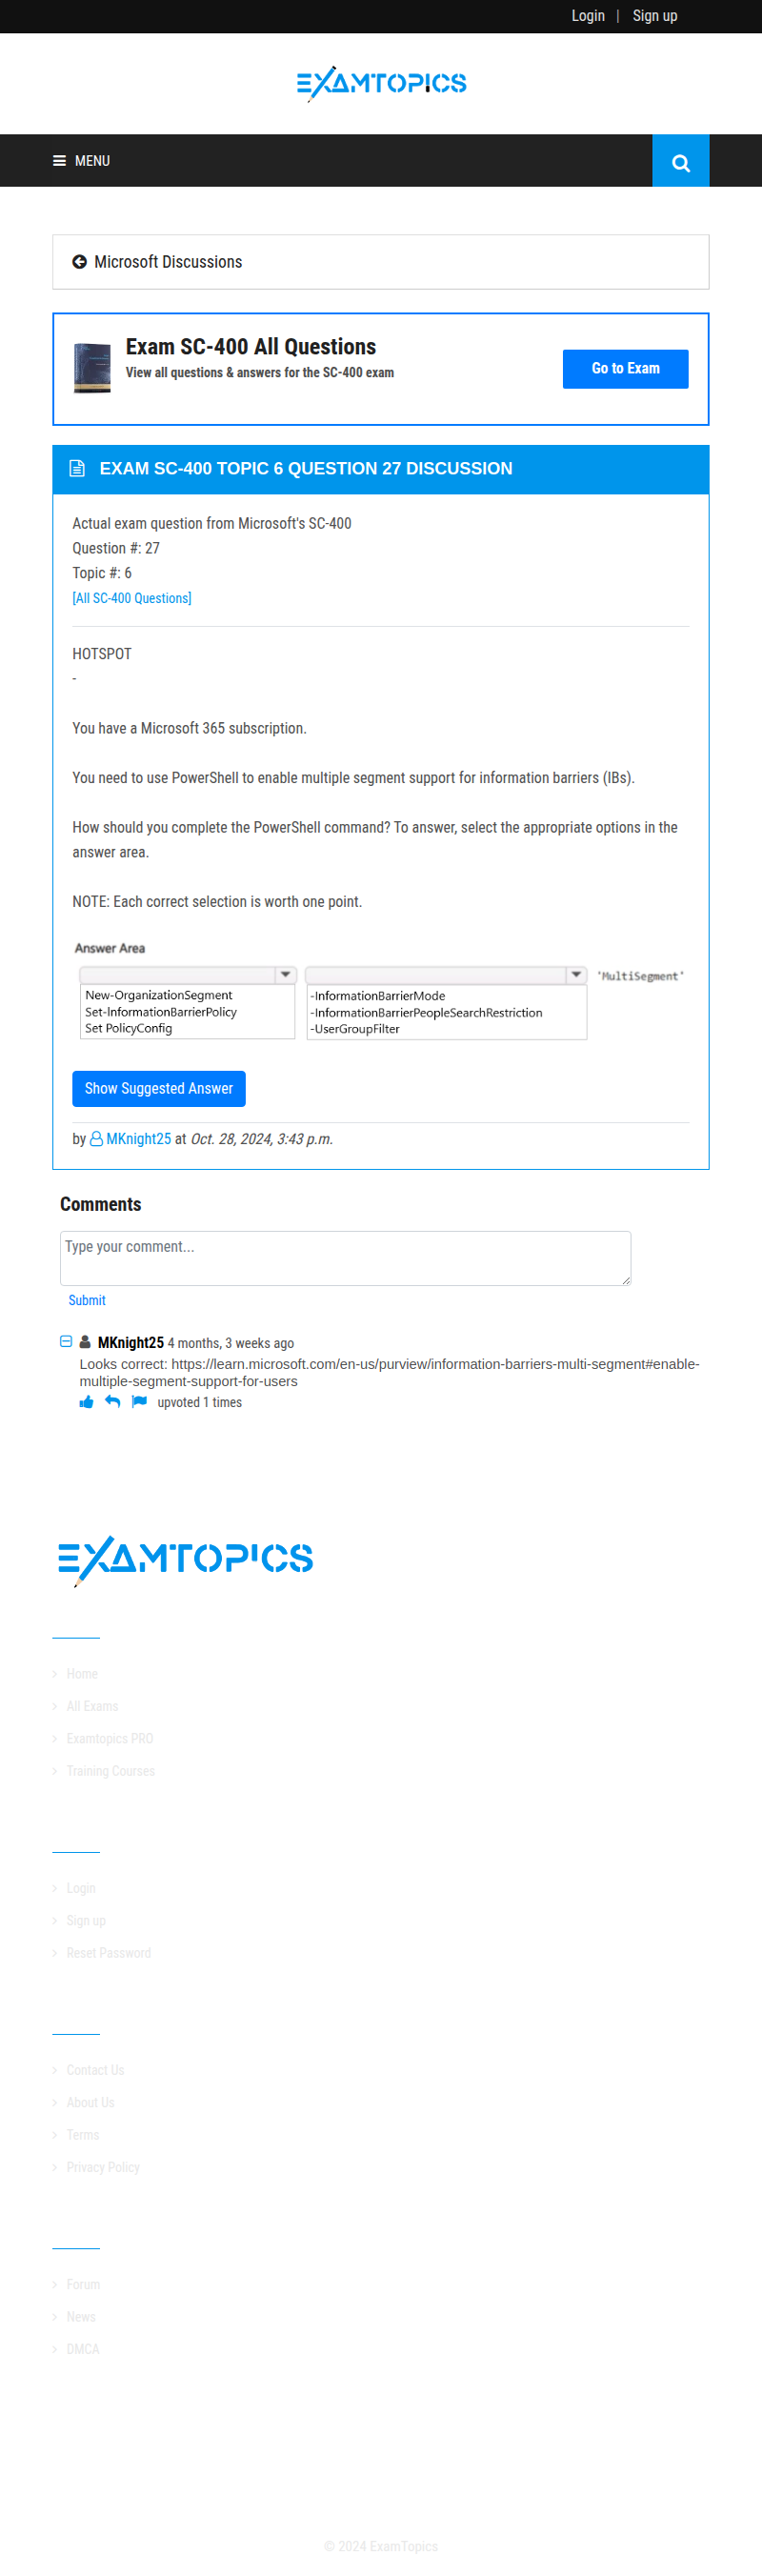 Login | Sign up
EXAMTOPICS
MENU
Microsoft Discussions
Exam SC-400 All Questions
View all questions & answers for the SC-400 exam
Go to Exam
EXAM SC-400 TOPIC 6 QUESTION 27 DISCUSSION
Actual exam question from Microsoft's SC-400
Question #: 27
Topic #: 6
[All SC-400 Questions]
HOTSPOT
-
You have a Microsoft 365 subscription.
You need to use PowerShell to enable multiple segment support for information barriers (IBs).
How should you complete the PowerShell command? To answer, select the appropriate options in the
answer area.
NOTE: Each correct selection is worth one point.
Answer Area
'MultiSegment'
New-OrganizationSegment
Set-InformationBarrierPolicy
Set PolicyConfig
-InformationBarrierMode
-InformationBarrierPeopleSearchRestriction
-UserGroupFilter
Show Suggested Answer
by MKnight25 at Oct. 28, 2024, 3:43 p.m.
Comments
Type your comment...
Submit
MKnight25 4 months, 3 weeks ago
Looks correct: https://learn.microsoft.com/en-us/purview/information-barriers-multi-segment#enable-
multiple-segment-support-for-users
upvoted 1 times
EXAMTOPICS
Home
All Exams
Examtopics PRO
Training Courses
Login
Sign up
Reset Password
Contact Us
About Us
Terms
Privacy Policy
Forum
News
DMCA
© 2024 ExamTopics